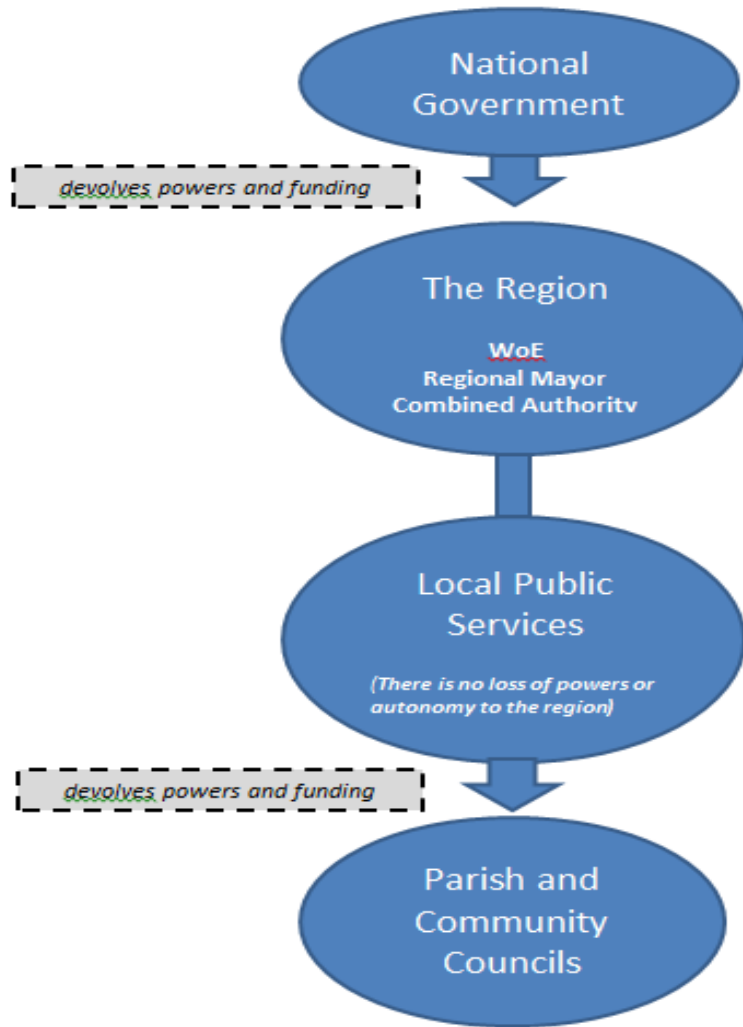 National
Government
devolves powers and funding
The Region
WoE
Regional Mayor
Combined Authority
Local Public
Services
(There is no loss of powers or
autonomy to the region)
devolves powers and funding
Parish and
Community
Councils